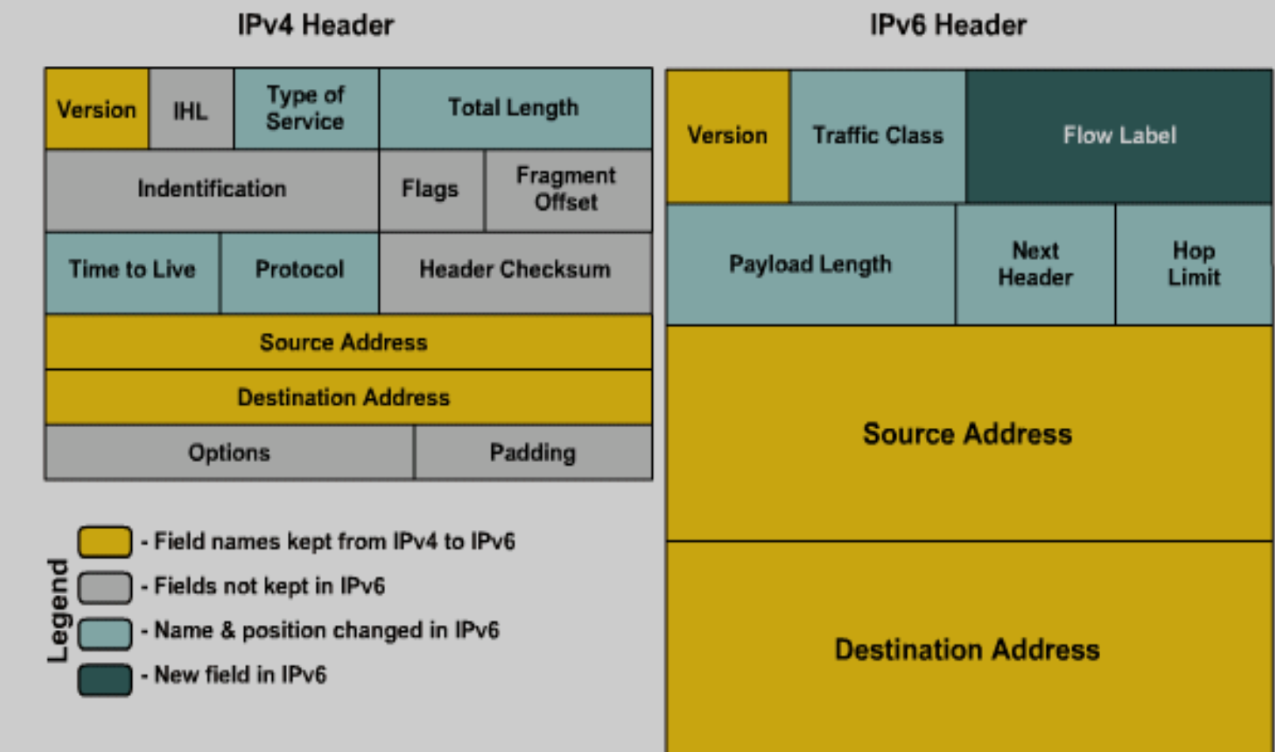 IPv4 Header
Version
IHL
Type of
Service
Total Length
Indentification
Flags
Fragment
Offset
Time to Live
Protocol
Header Checksum
Source Address
Destination Address
Options
Padding
Legend
- Field names kept from IPv4 to IPv6
- Fields not kept in IPv6
- Name & position changed in IPv6
- New field in IPv6
IPv6 Header
Version
Traffic Class
Flow Label
Payload Length
Next
Header
Hop
Limit
Source Address
Destination Address